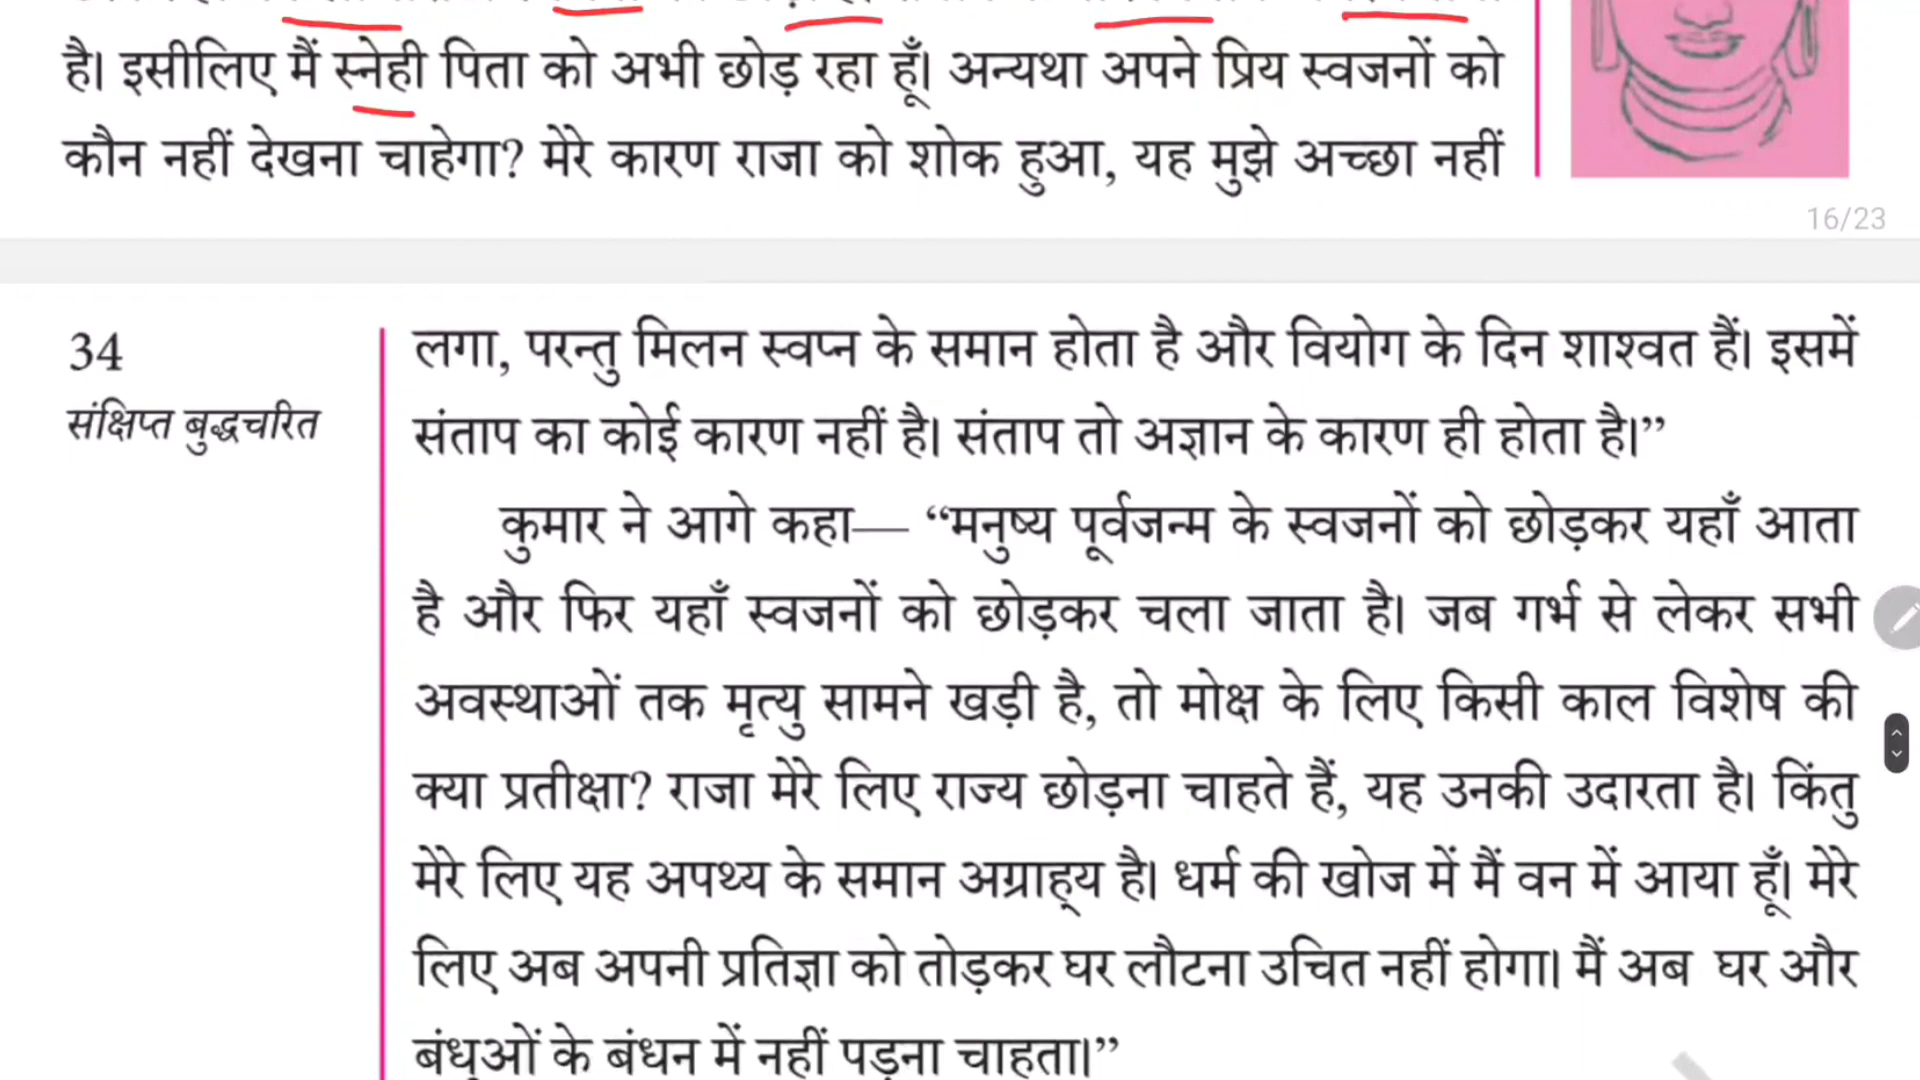 है। इसीलिए मैं स्नेही पिता को अभी छोड़ रहा हूँ। अन्यथा अपने प्रिय स्वजनों को
कौन नहीं देखना चाहेगा? मेरे कारण राजा को शोक हुआ, यह मुझे अच्छा नहीं
16/23
34
संक्षिप्त बुद्धचरित
लगा, परन्तु मिलन स्वप्न के समान होता है और वियोग के दिन शाश्वत हैं। इसमें
संताप का कोई कारण नहीं है। संताप तो अज्ञान के कारण ही होता है।”
कुमार ने आगे कहा— “मनुष्य पूर्वजन्म के स्वजनों को छोड़कर यहाँ आता
है और फिर यहाँ स्वजनों को छोड़कर चला जाता है। जब गर्भ से लेकर सभी
अवस्थाओं तक मृत्यु सामने खड़ी है, तो मोक्ष के लिए किसी काल विशेष की
क्या प्रतीक्षा? राजा मेरे लिए राज्य छोड़ना चाहते हैं, यह उनकी उदारता है। किंतु
मेरे लिए यह अपथ्य के समान अग्राह्य है। धर्म की खोज में मैं वन में आया हूँ। मेरे
लिए अब अपनी प्रतिज्ञा को तोड़कर घर लौटना उचित नहीं होगा। मैं अब घर और
बंधुओं के बंधन में नहीं पड़ना चाहता।”